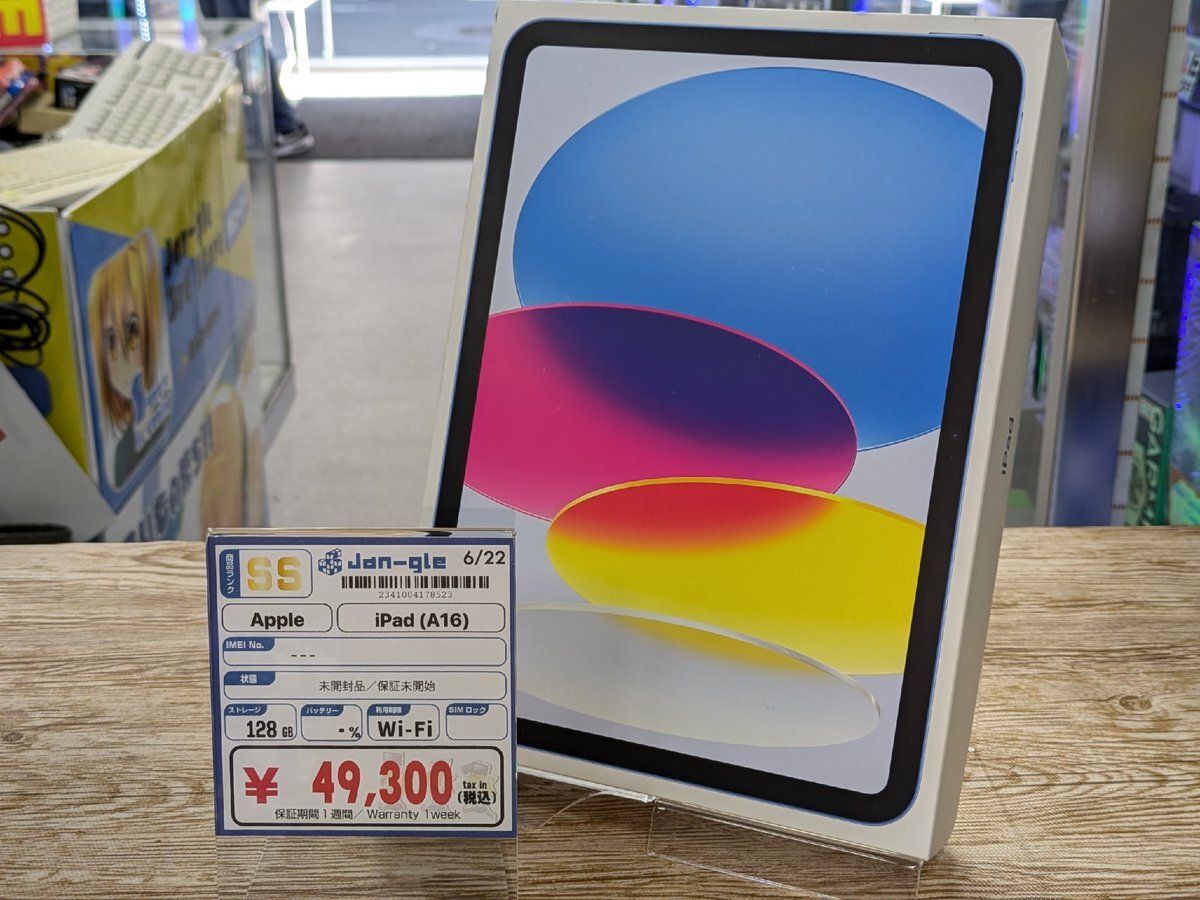 商品ランク
SS
Jan-gle
6/22
2341004178523
Apple
iPad (A16)
IMEI No.
---
状態
未開封品/保証未開始
ストレージ
128 GB
バッテリー
-%
利用制限
Wi-Fi
SIMロック
¥ 49,300
tax in
(税込)
保証期間1週間/Warranty 1week
iPad